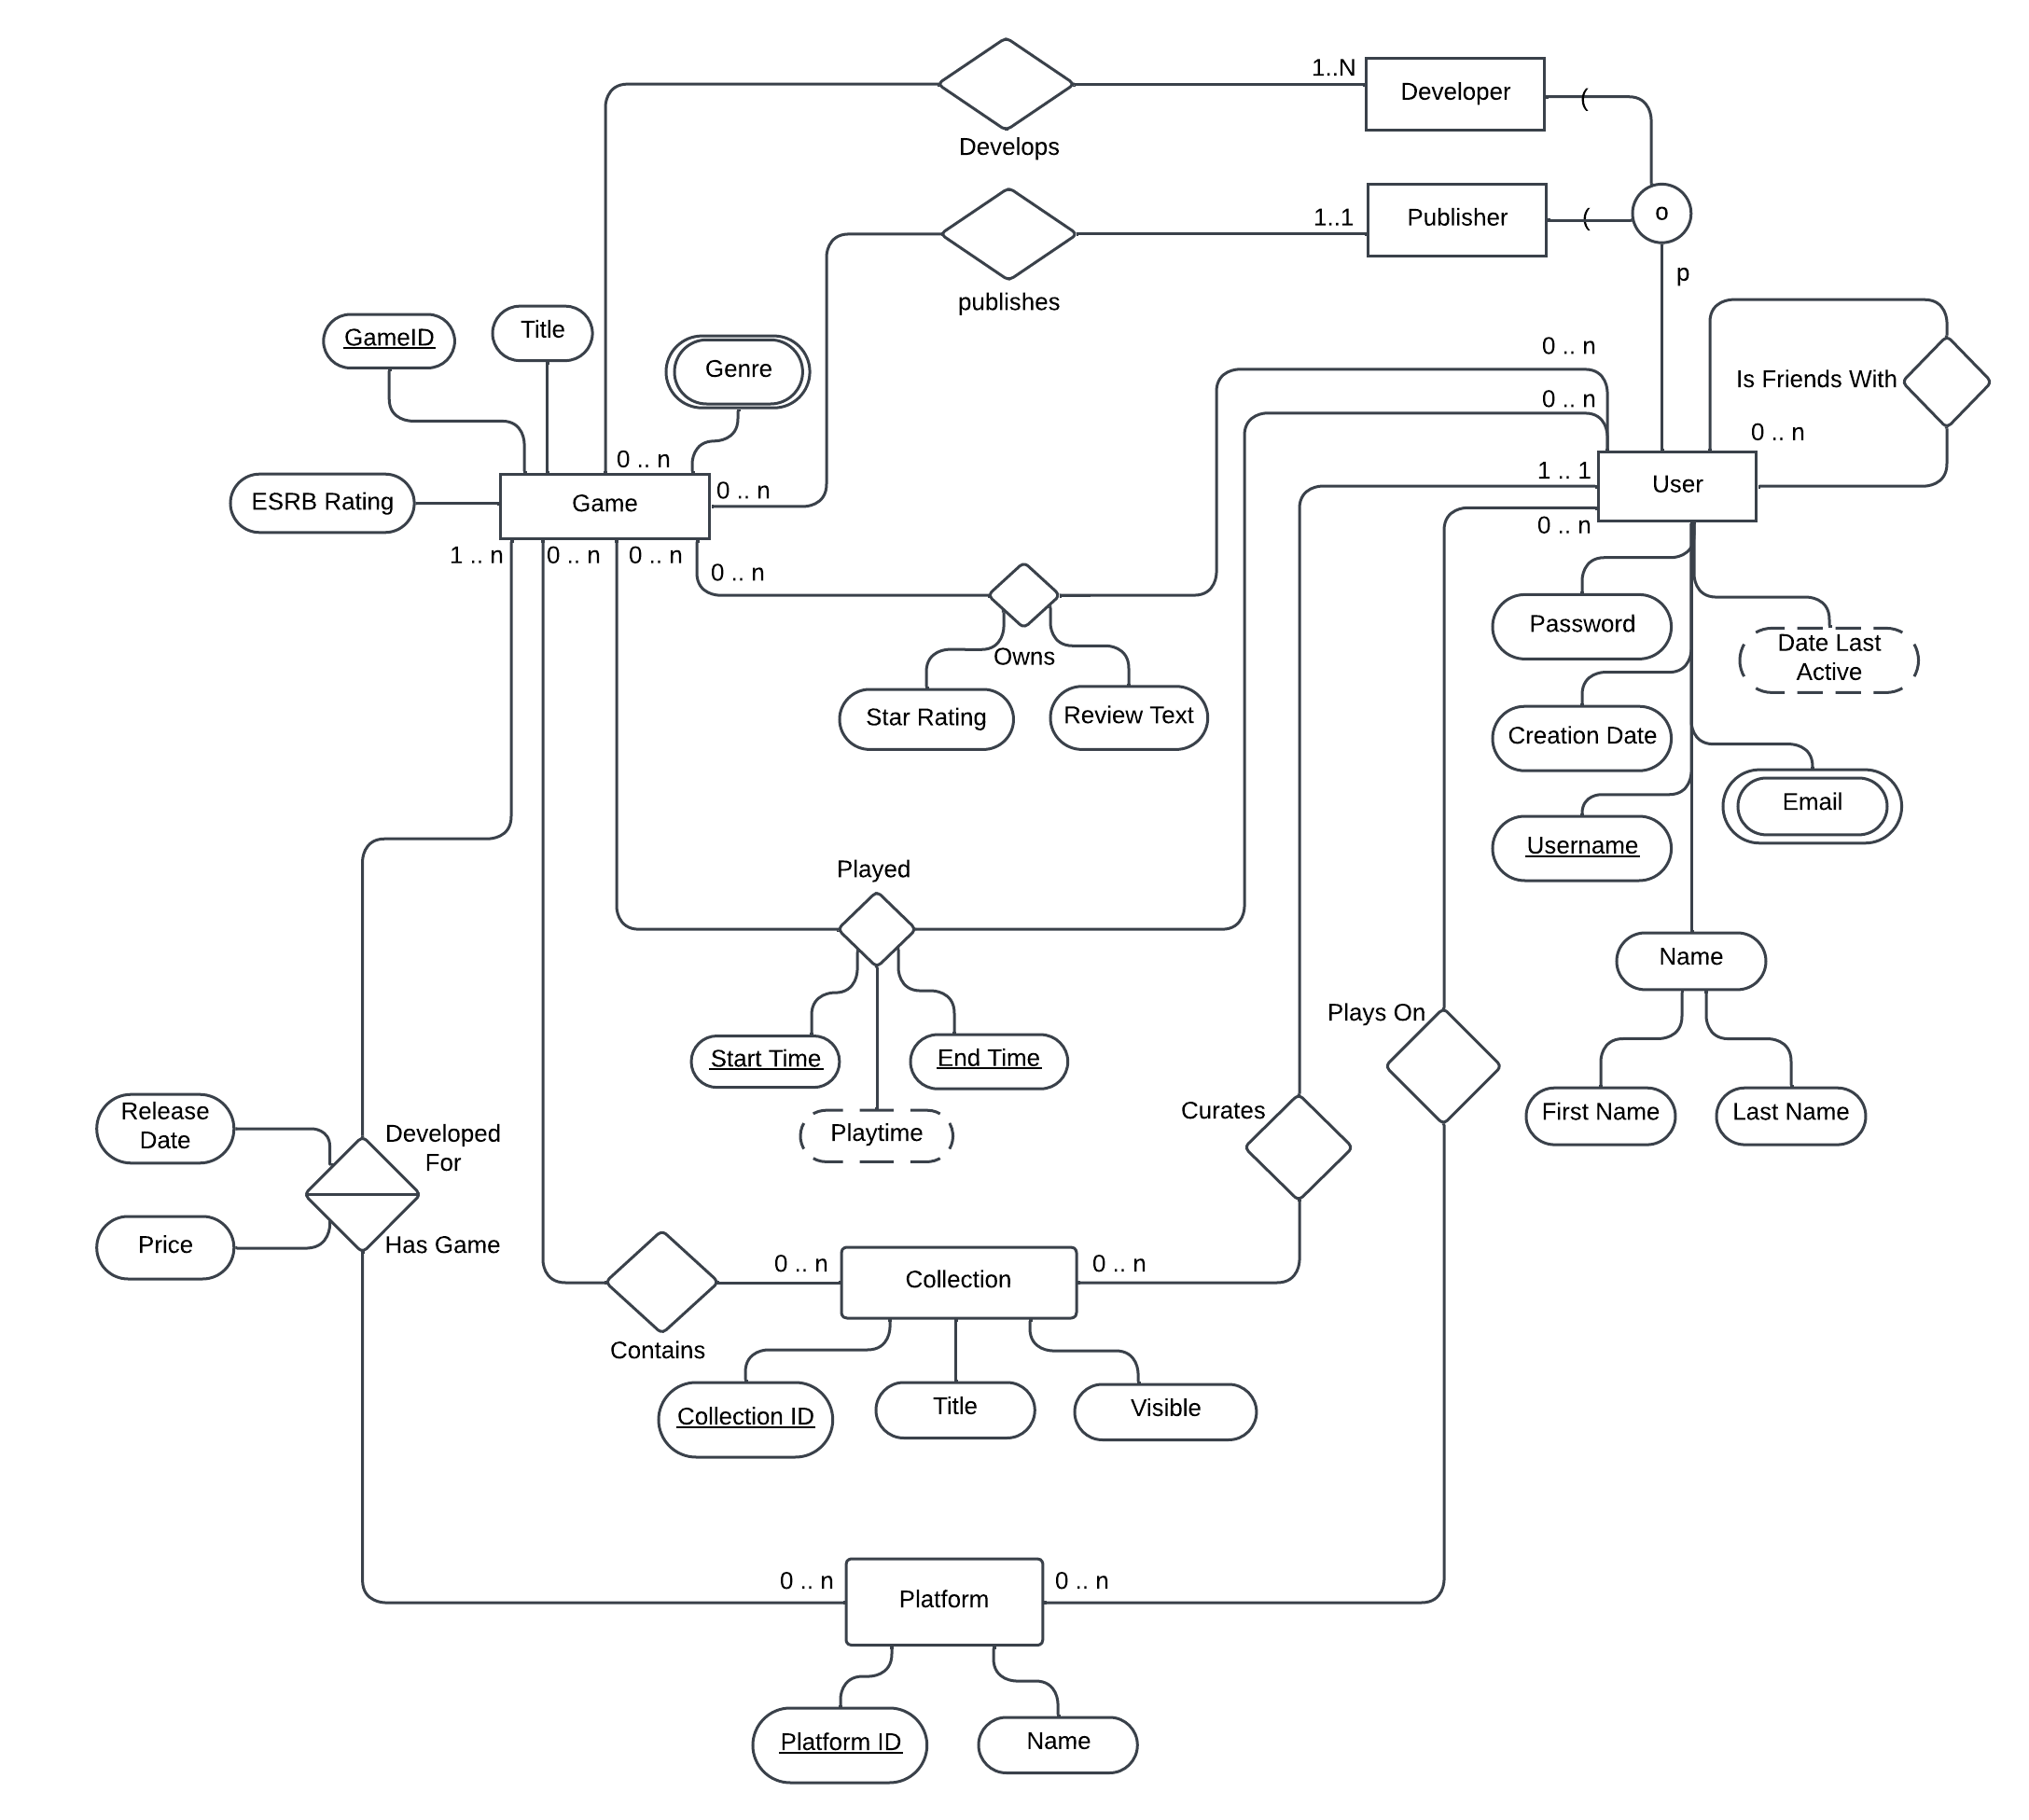 1..N
Developer
(
Develops
1..1
Publisher
(
o
p
publishes
GameID
Title
Genre
0 .. n
Is Friends With
0 .. n
0 .. n
0 .. n
0 .. n
1 .. 1
User
ESRB Rating
Game
0 .. n
1 .. n
0 .. n
0 .. n
0 .. n
Owns
Star Rating
Review Text
Password
Date Last
Active
Creation Date
Email
Username
Played
Name
Start Time
End Time
Playtime
Plays On
Curates
First Name
Last Name
Release
Date
Developed
For
Price
Has Game
0 .. n
Collection
0 .. n
Contains
Collection ID
Title
Visible
0 .. n
Platform
0 .. n
Platform ID
Name